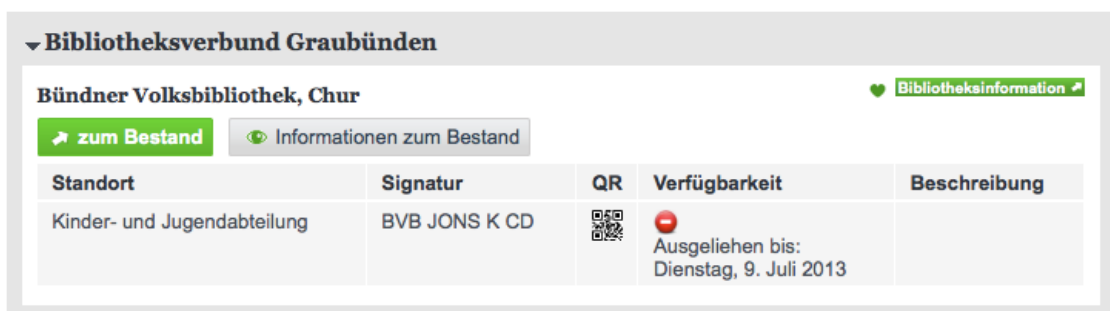 Bibliotheksverbund Graubünden
Bündner Volksbibliothek, Chur
Bibliotheksinformation
zum Bestand
Informationen zum Bestand
Standort Signatur QR Verfügbarkeit Beschreibung
Kinder- und Jugendabteilung BVB JONS K CD
Ausgeliehen bis:
Dienstag, 9. Juli 2013